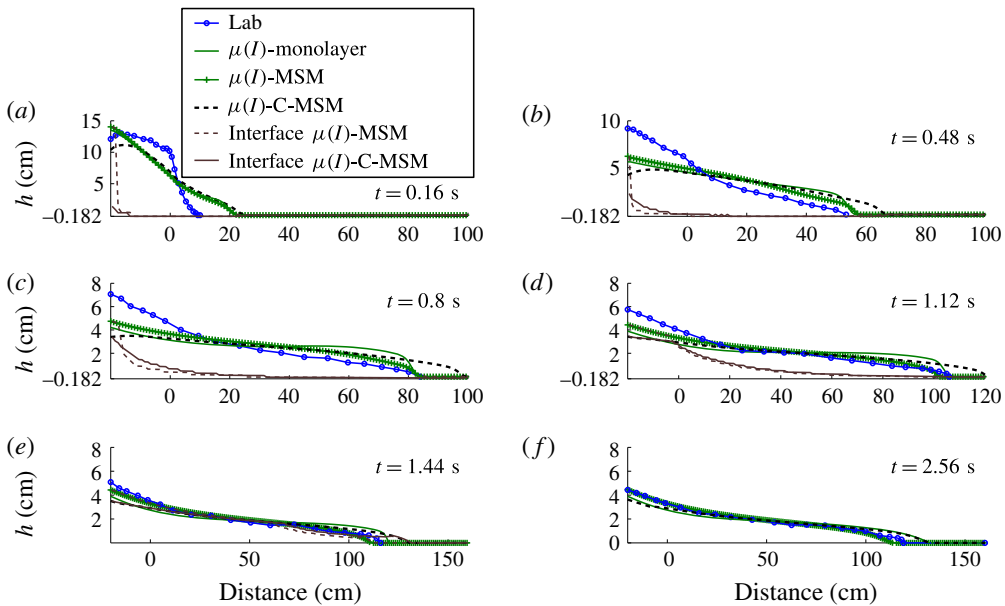 Lab
μ(I)-monolayer
μ(I)-MSM
μ(I)-C-MSM
Interface μ(I)-MSM
Interface μ(I)-C-MSM
(a)
15
10
5
−0.182
h (cm)
t = 0.16 s
0 20 40 60 80 100
(b)
10
5
−0.182
t = 0.48 s
0 20 40 60 80 100
(c)
8
6
4
2
−0.182
h (cm)
t = 0.8 s
0 20 40 60 80 100
(d)
8
6
4
2
−0.182
t = 1.12 s
0 20 40 60 80 100 120
(e)
8
6
4
2
0
h (cm)
t = 1.44 s
0 50 100 150
Distance (cm)
(f)
8
6
4
2
0
t = 2.56 s
0 50 100 150
Distance (cm)